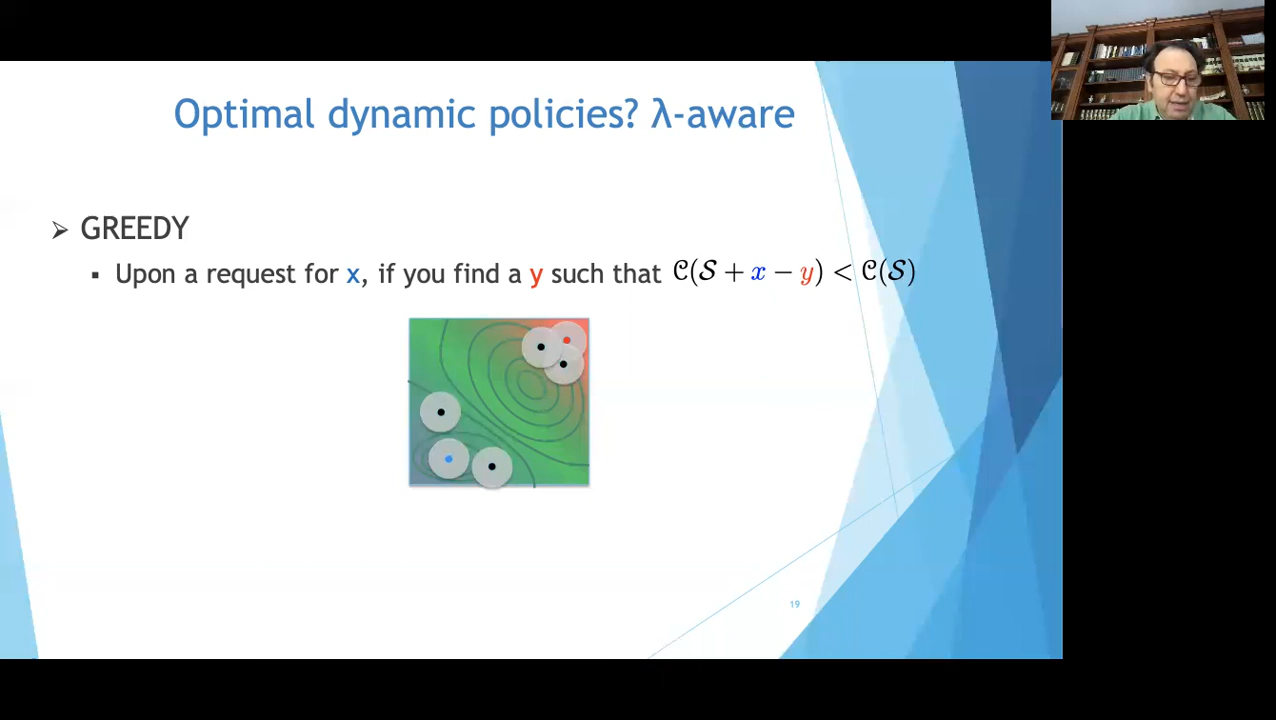 Optimal dynamic policies? λ-aware
➢ GREEDY
▪ Upon a request for x, if you find a y such that 𝒞(𝒮 + x − y) < 𝒞(𝒮)
19